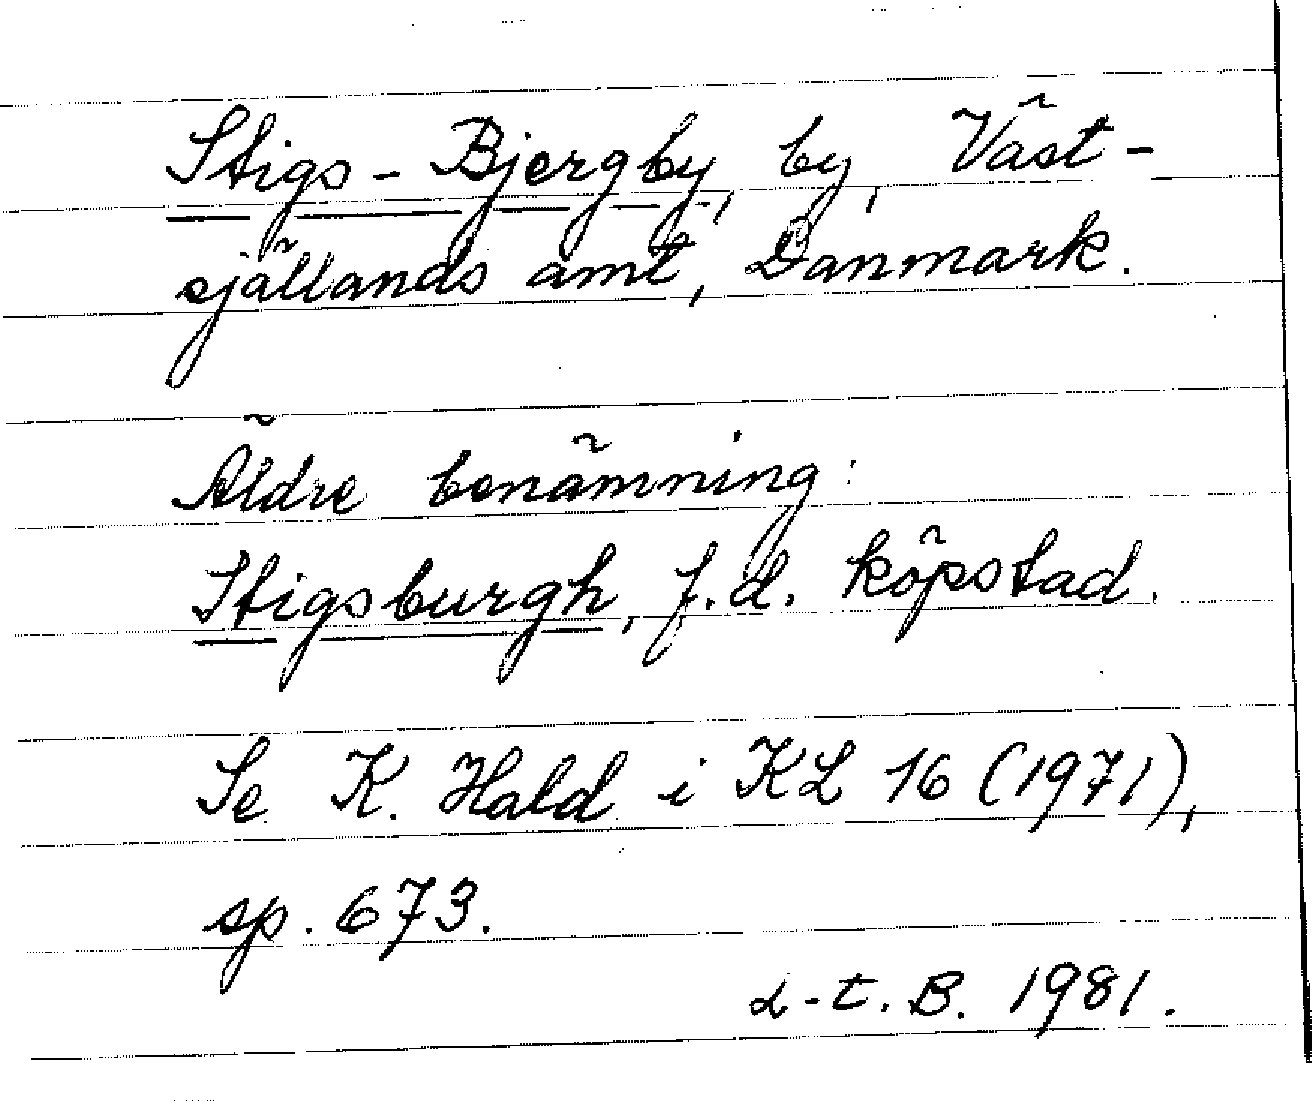 Stigs-Bjergby, by, Väst-
själlands amt, Danmark.
Äldre benämning:
Stigsburgh, f.d. köpstad.
Se K. Hald i KL 16 (1971),
sp. 673.
L-t. B. 1981.